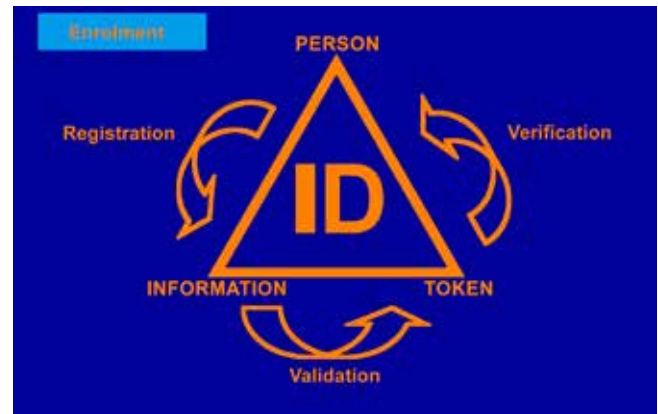 Enrolment
PERSON
Registration
Verification
ID
INFORMATION
TOKEN
Validation